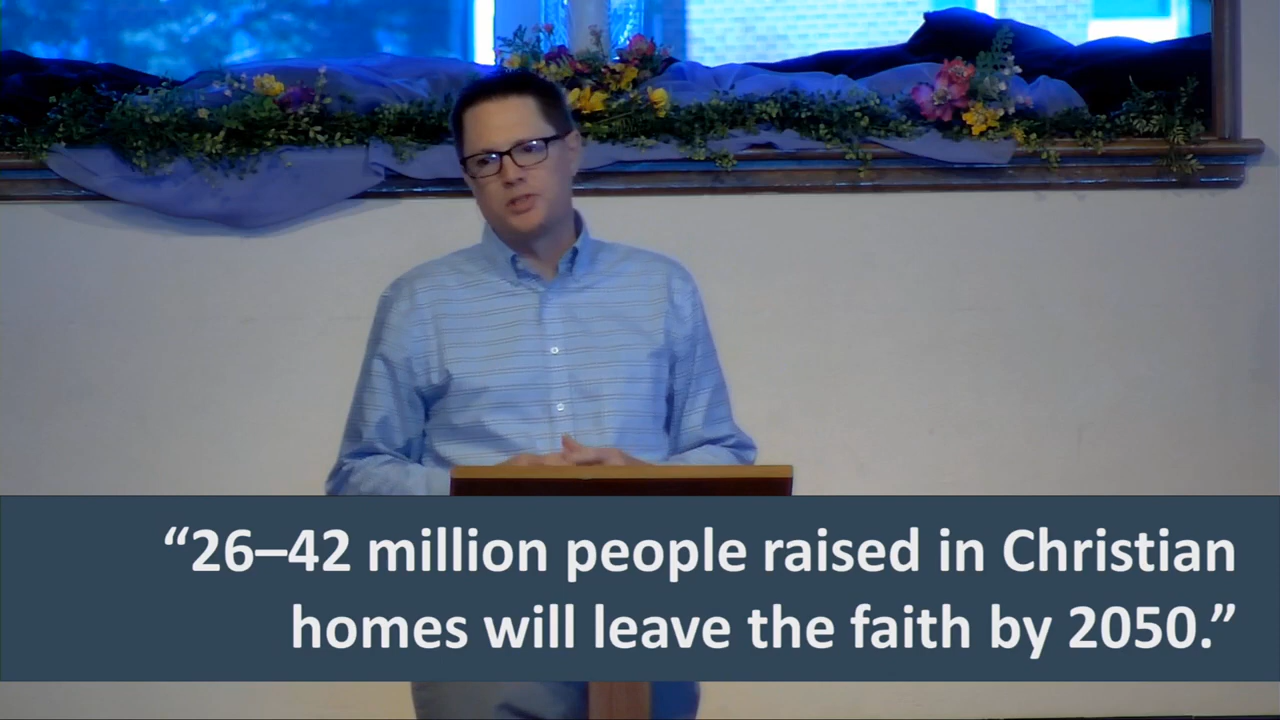 “26–42 million people raised in Christian
homes will leave the faith by 2050.”